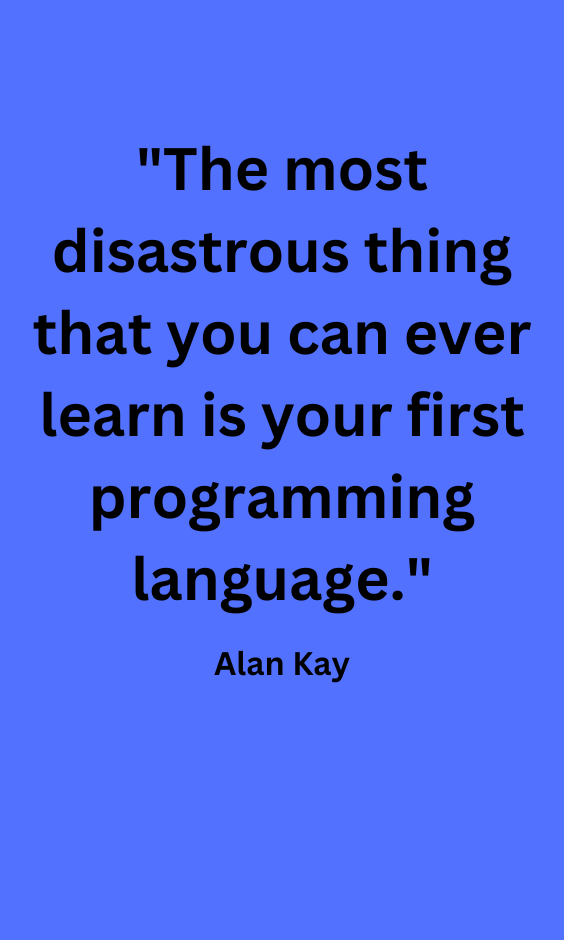 "The most
disastrous thing
that you can ever
learn is your first
programming
language."
Alan Kay